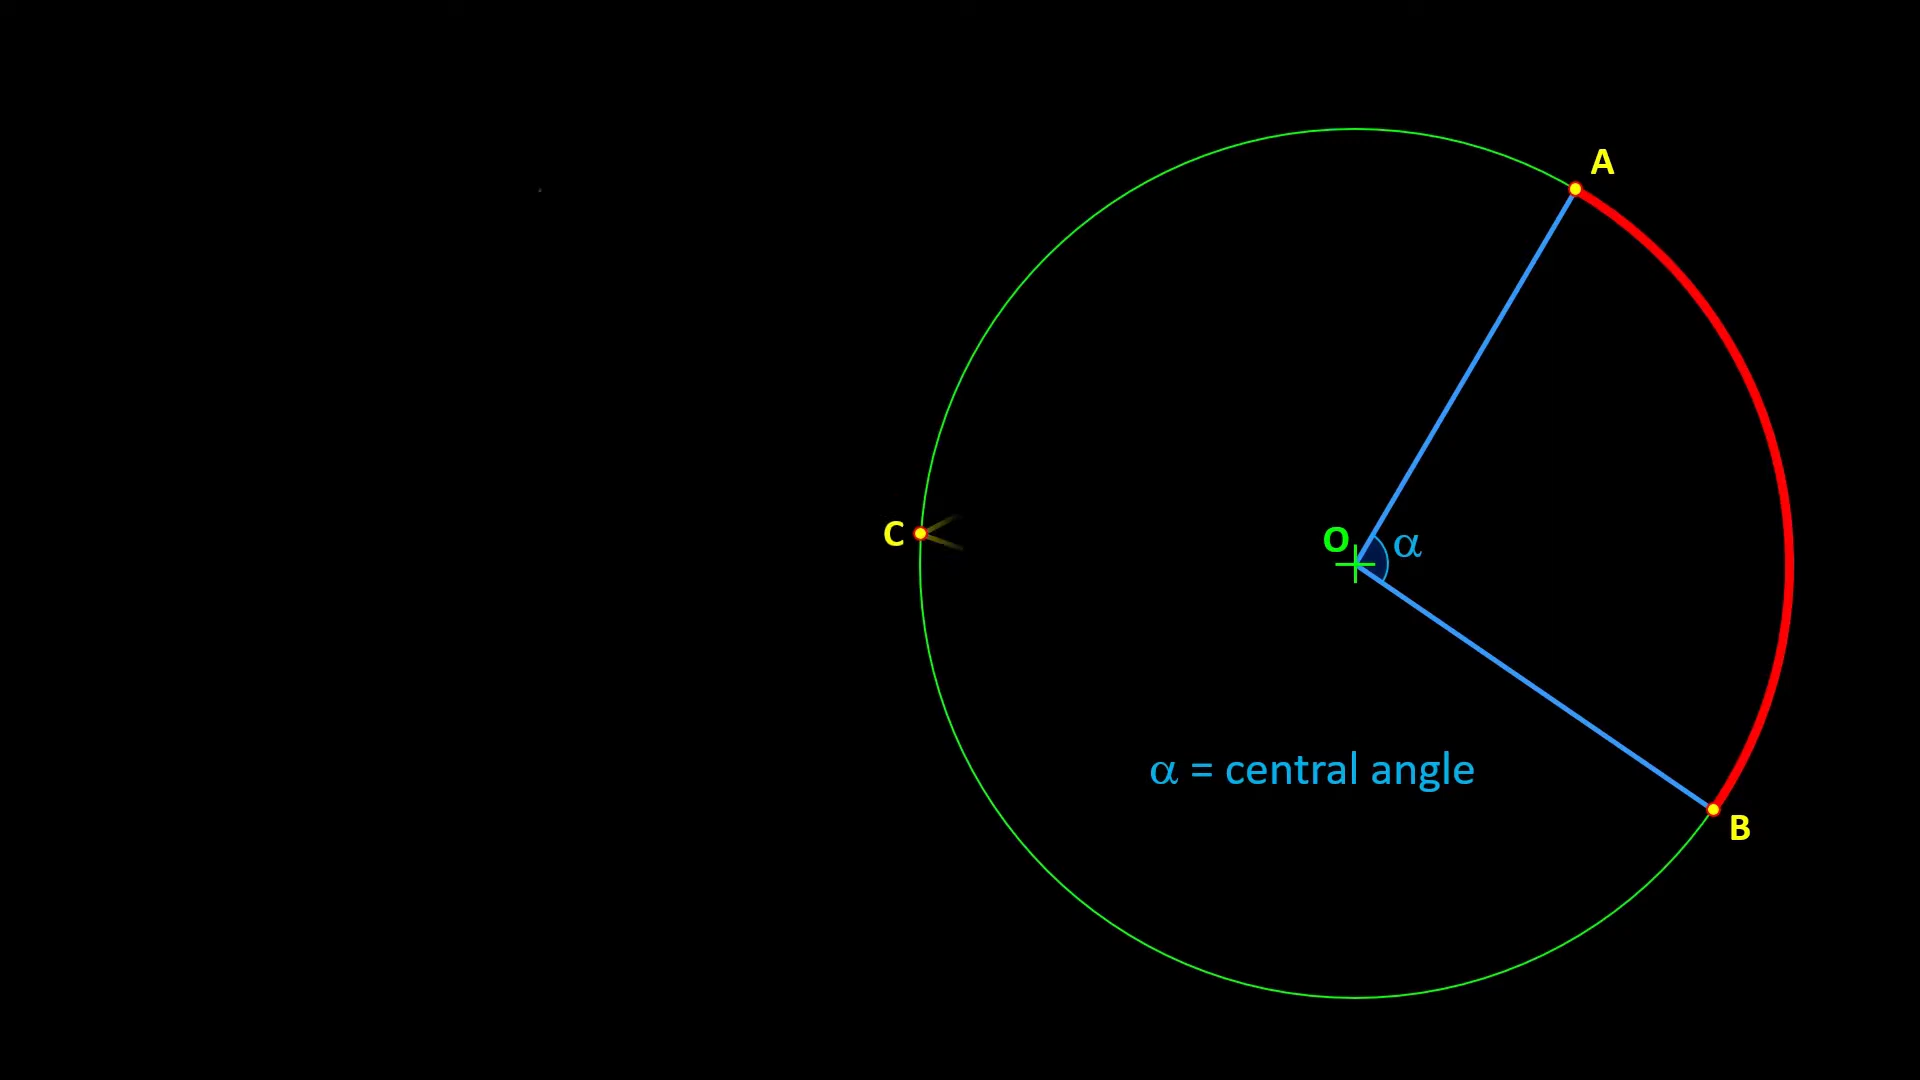 A
C
O
α
α = central angle
B